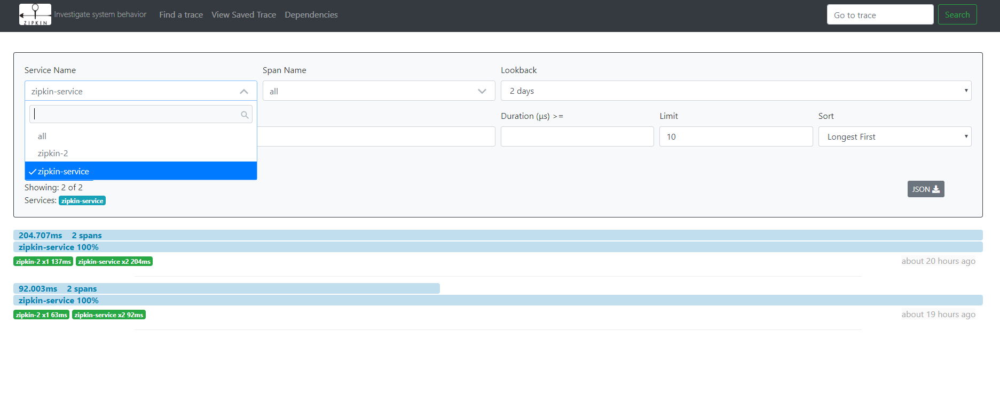 ZIPKIN Investigate system behavior Find a trace View Saved Trace Dependencies Go to trace Search
Service Name Span Name Lookback
zipkin-service all 2 days
Duration (μs) >= Limit Sort
all
10 Longest First
zipkin-2
zipkin-service
Showing: 2 of 2
JSON
Services: zipkin-service
204.707ms 2 spans
zipkin-service 100%
zipkin-2 x1 137ms zipkin-service x2 204ms about 20 hours ago
92.003ms 2 spans
zipkin-service 100%
zipkin-2 x1 63ms zipkin-service x2 92ms about 19 hours ago